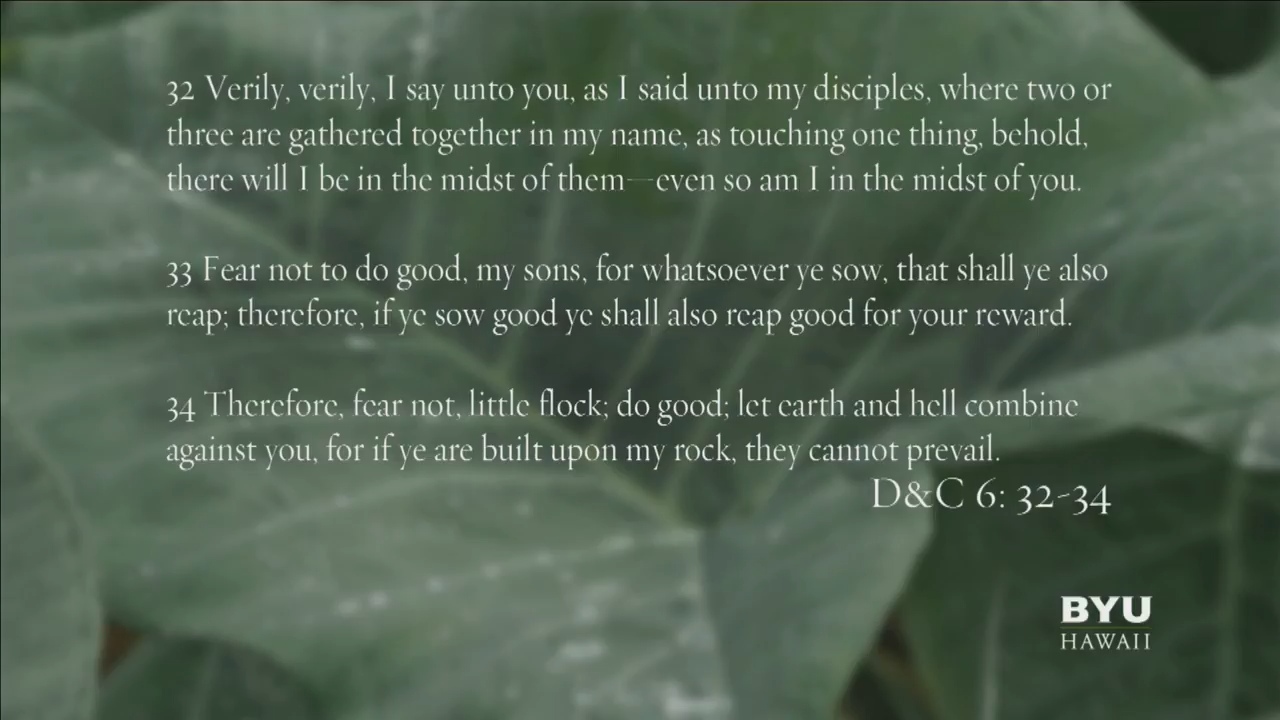 32 Verily, verily, I say unto you, as I said unto my disciples, where two or
three are gathered together in my name, as touching one thing, behold,
there will I be in the midst of them—even so am I in the midst of you.
33 Fear not to do good, my sons, for whatsoever ye sow, that shall ye also
reap; therefore, if ye sow good ye shall also reap good for your reward.
34 Therefore, fear not, little flock; do good; let earth and hell combine
against you, for if ye are built upon my rock, they cannot prevail.
D&C 6: 32-34
BYU
HAWAII